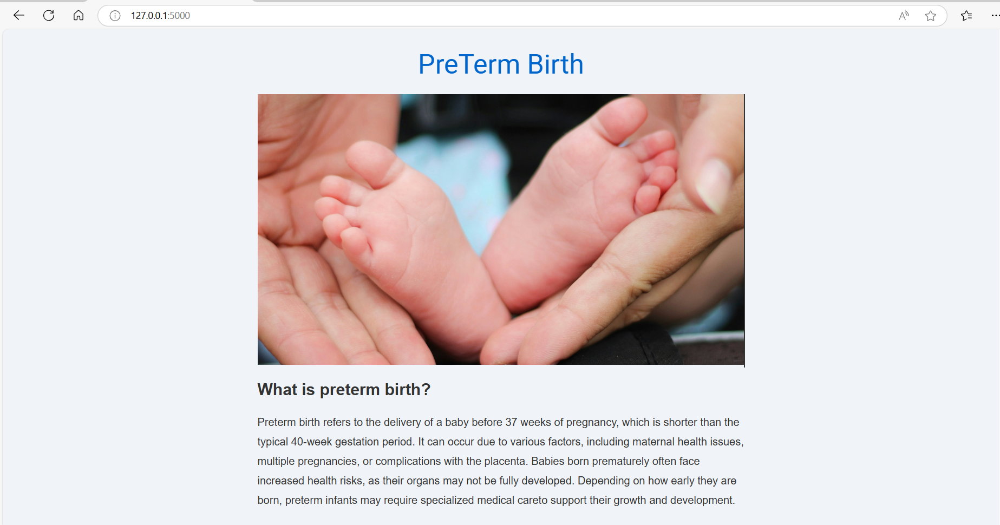 127.0.0.1:5000
PreTerm Birth
What is preterm birth?
Preterm birth refers to the delivery of a baby before 37 weeks of pregnancy, which is shorter than the
typical 40-week gestation period. It can occur due to various factors, including maternal health issues,
multiple pregnancies, or complications with the placenta. Babies born prematurely often face
increased health risks, as their organs may not be fully developed. Depending on how early they are
born, preterm infants may require specialized medical careto support their growth and development.